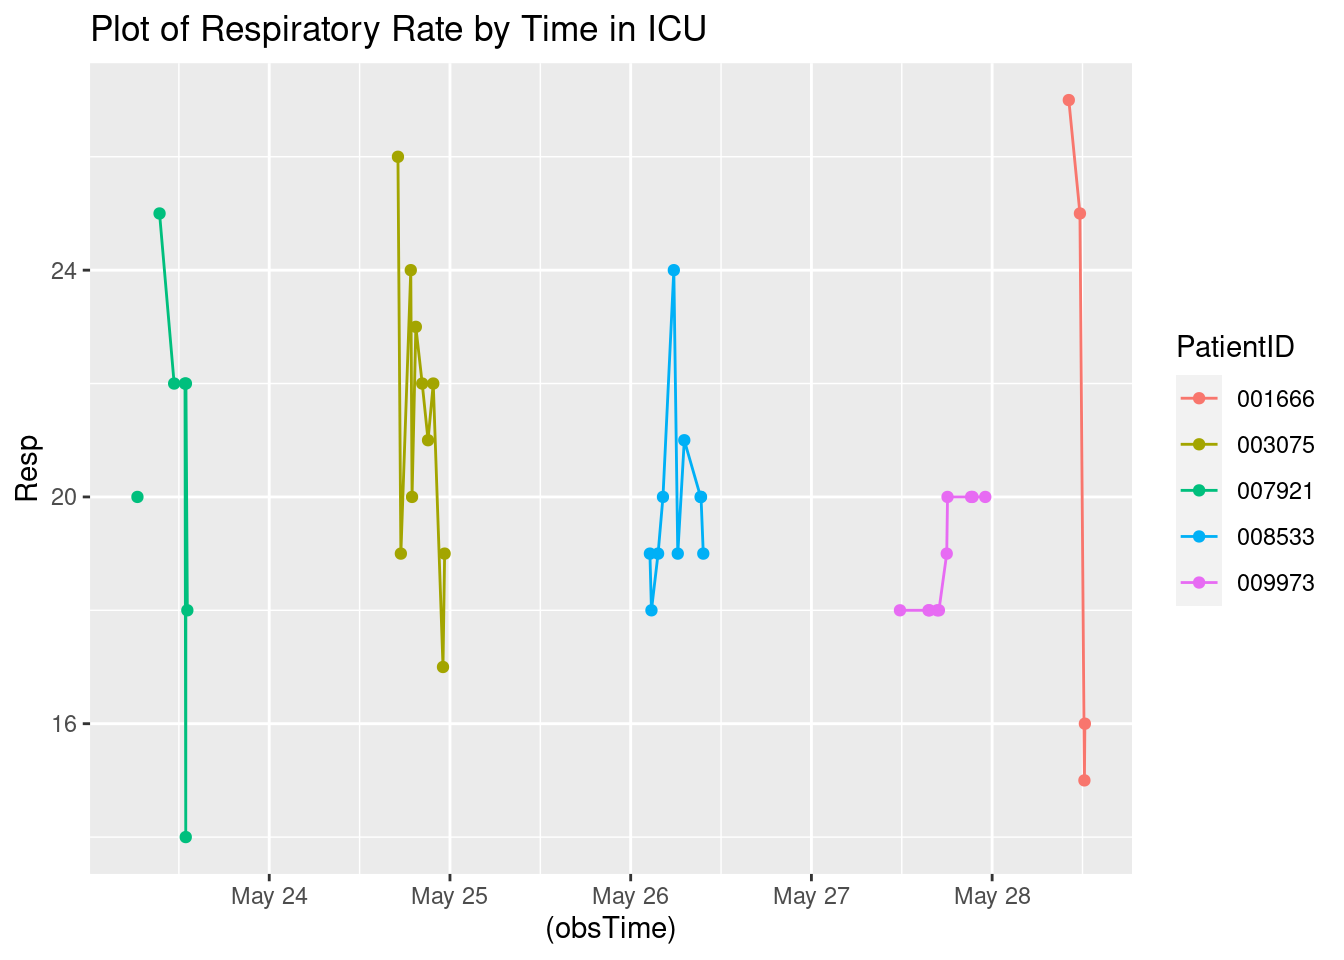 Plot of Respiratory Rate by Time in ICU
Resp
24
20
16
May 24
May 25
May 26
May 27
May 28
(obsTime)
PatientID
001666
003075
007921
008533
009973